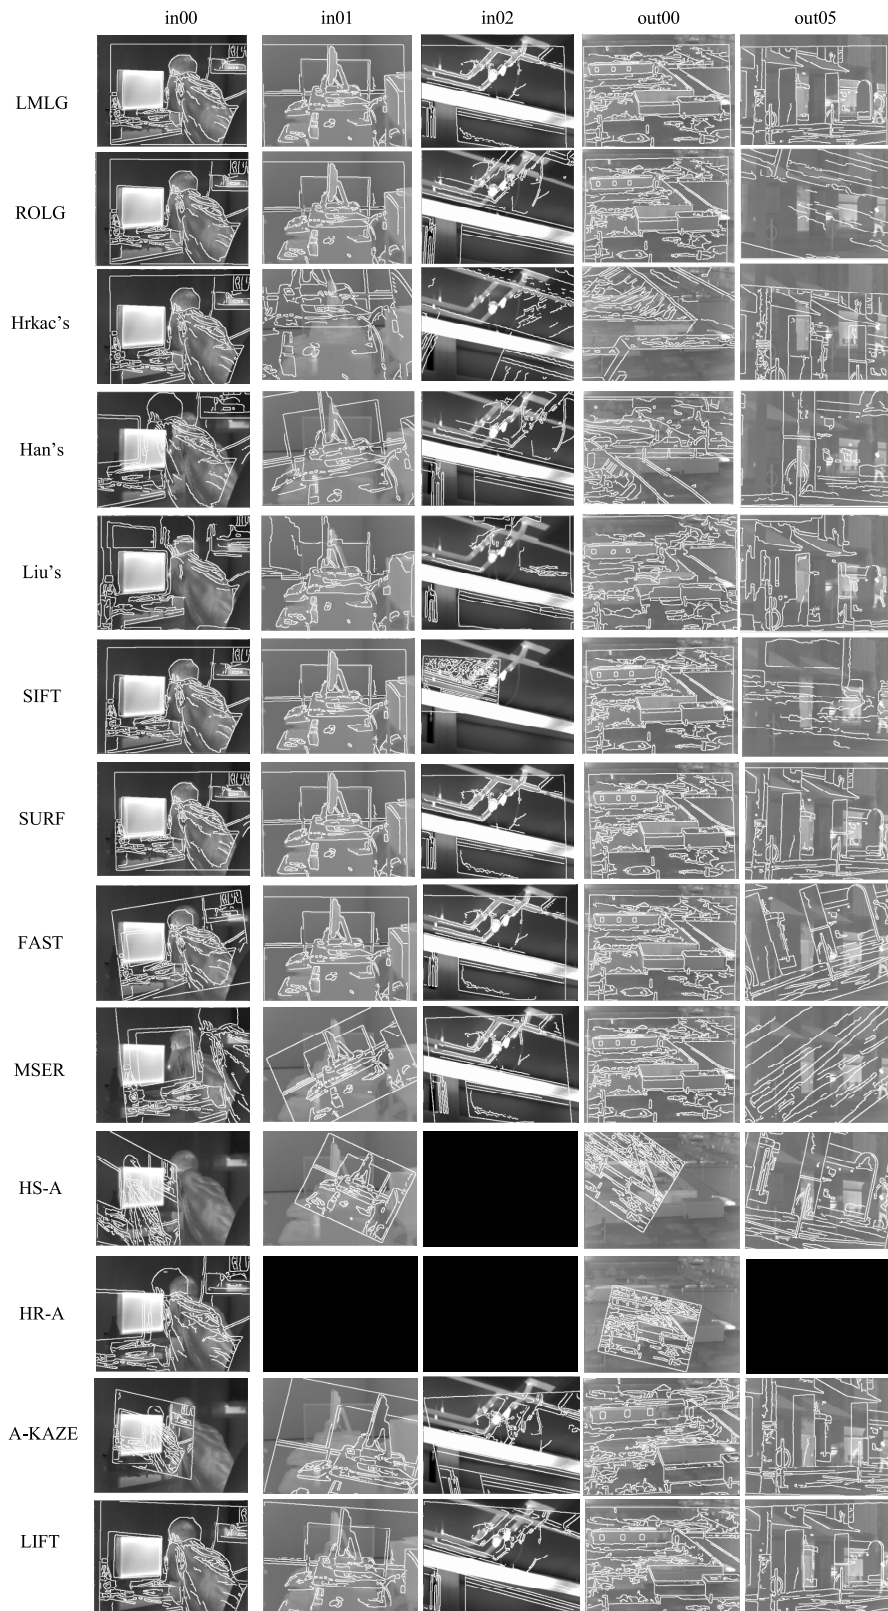 in00 in01 in02 out00 out05
LMLG
ROLG
Hrkac's
Han's
Liu's
SIFT
SURF
FAST
MSER
HS-A
HR-A
A-KAZE
LIFT